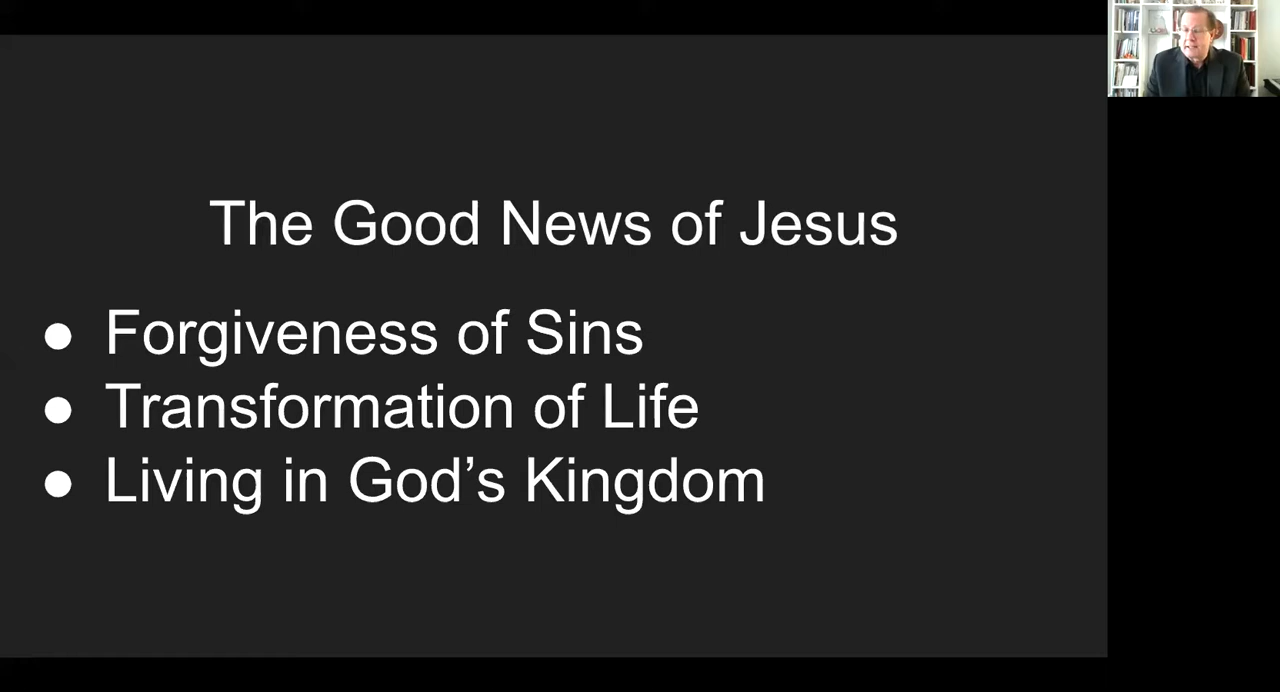 The Good News of Jesus
● Forgiveness of Sins
● Transformation of Life
● Living in God’s Kingdom